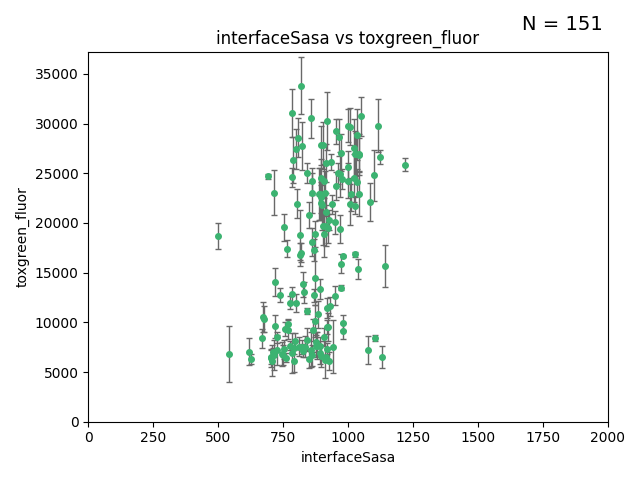 N = 151
interfaceSasa vs toxgreen_fluor
35000
30000
25000
20000
15000
10000
5000
0
toxgreen_fluor
0 250 500 750 1000 1250 1500 1750 2000
interfaceSasa